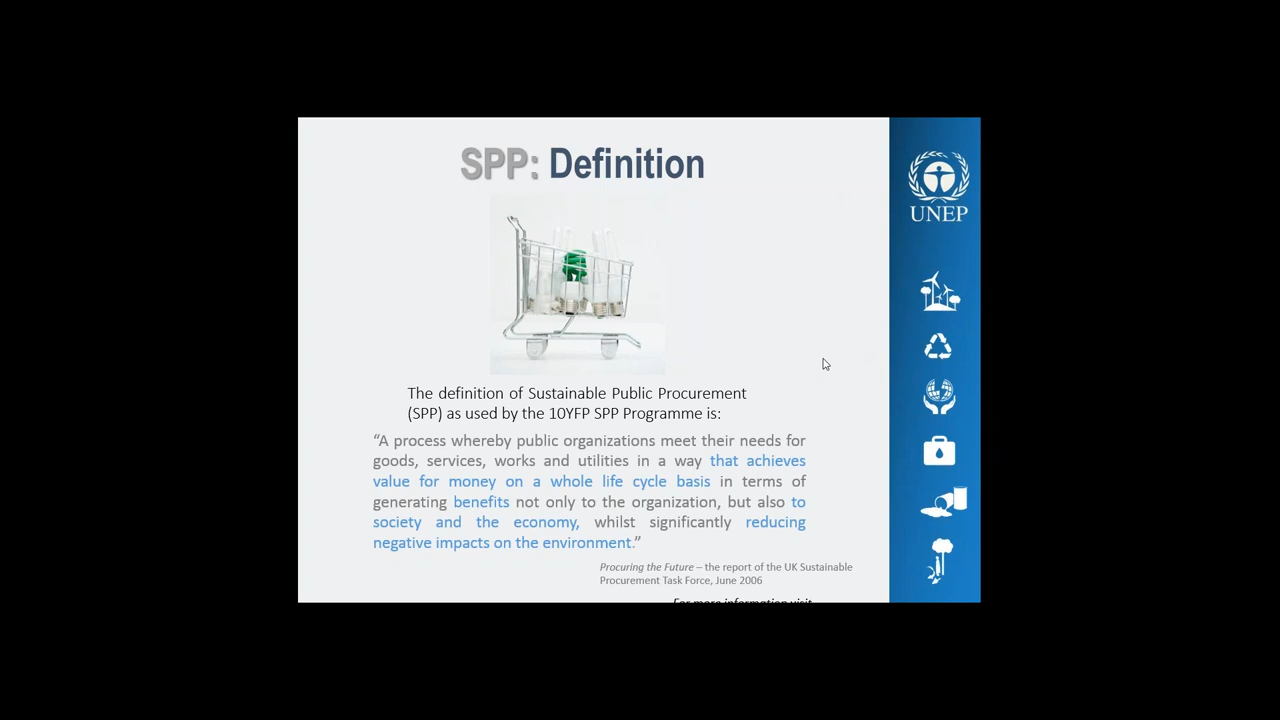 SPP: Definition
UNEP
The definition of Sustainable Public Procurement
(SPP) as used by the 10YFP SPP Programme is:
“A process whereby public organizations meet their needs for
goods, services, works and utilities in a way that achieves
value for money on a whole life cycle basis in terms of
generating benefits not only to the organization, but also to
society and the economy, whilst significantly reducing
negative impacts on the environment.”
Procuring the Future – the report of the UK Sustainable
Procurement Task Force, June 2006
For more information visit